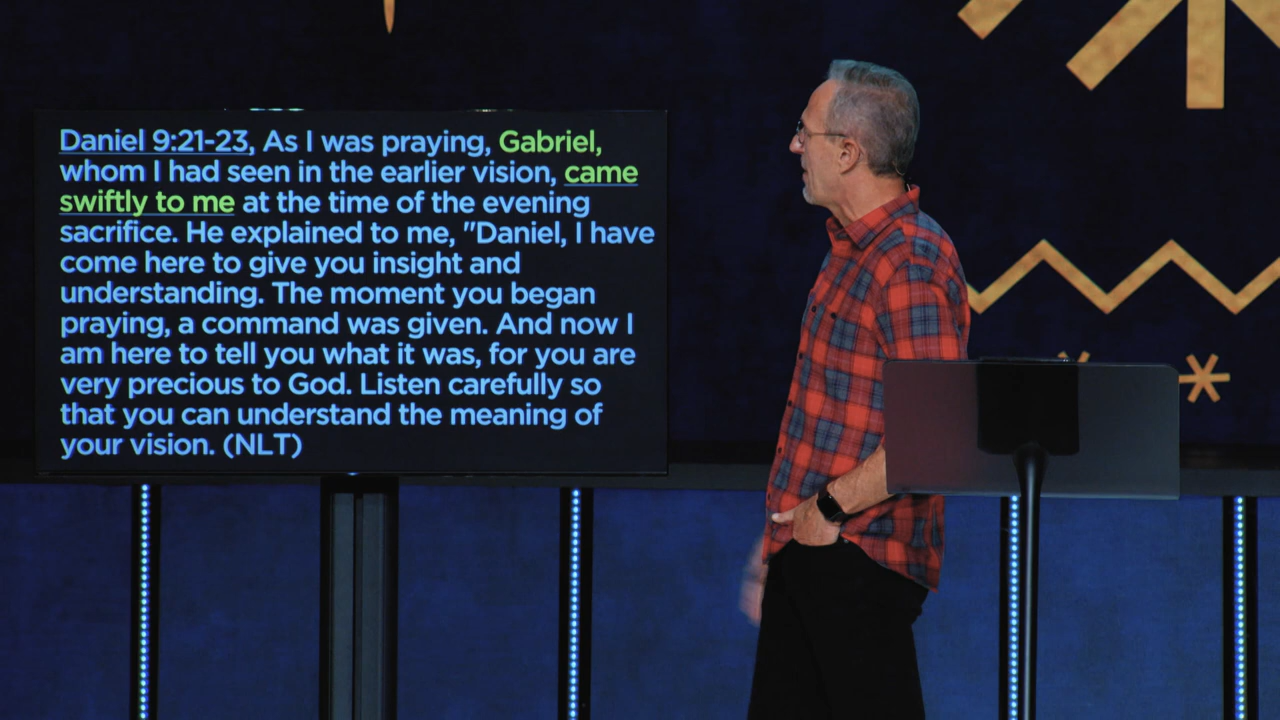 Daniel 9:21-23, As I was praying, Gabriel,
whom I had seen in the earlier vision, came
swiftly to me at the time of the evening
sacrifice. He explained to me, "Daniel, I have
come here to give you insight and
understanding. The moment you began
praying, a command was given. And now I
am here to tell you what it was, for you are
very precious to God. Listen carefully so
that you can understand the meaning of
your vision. (NLT)